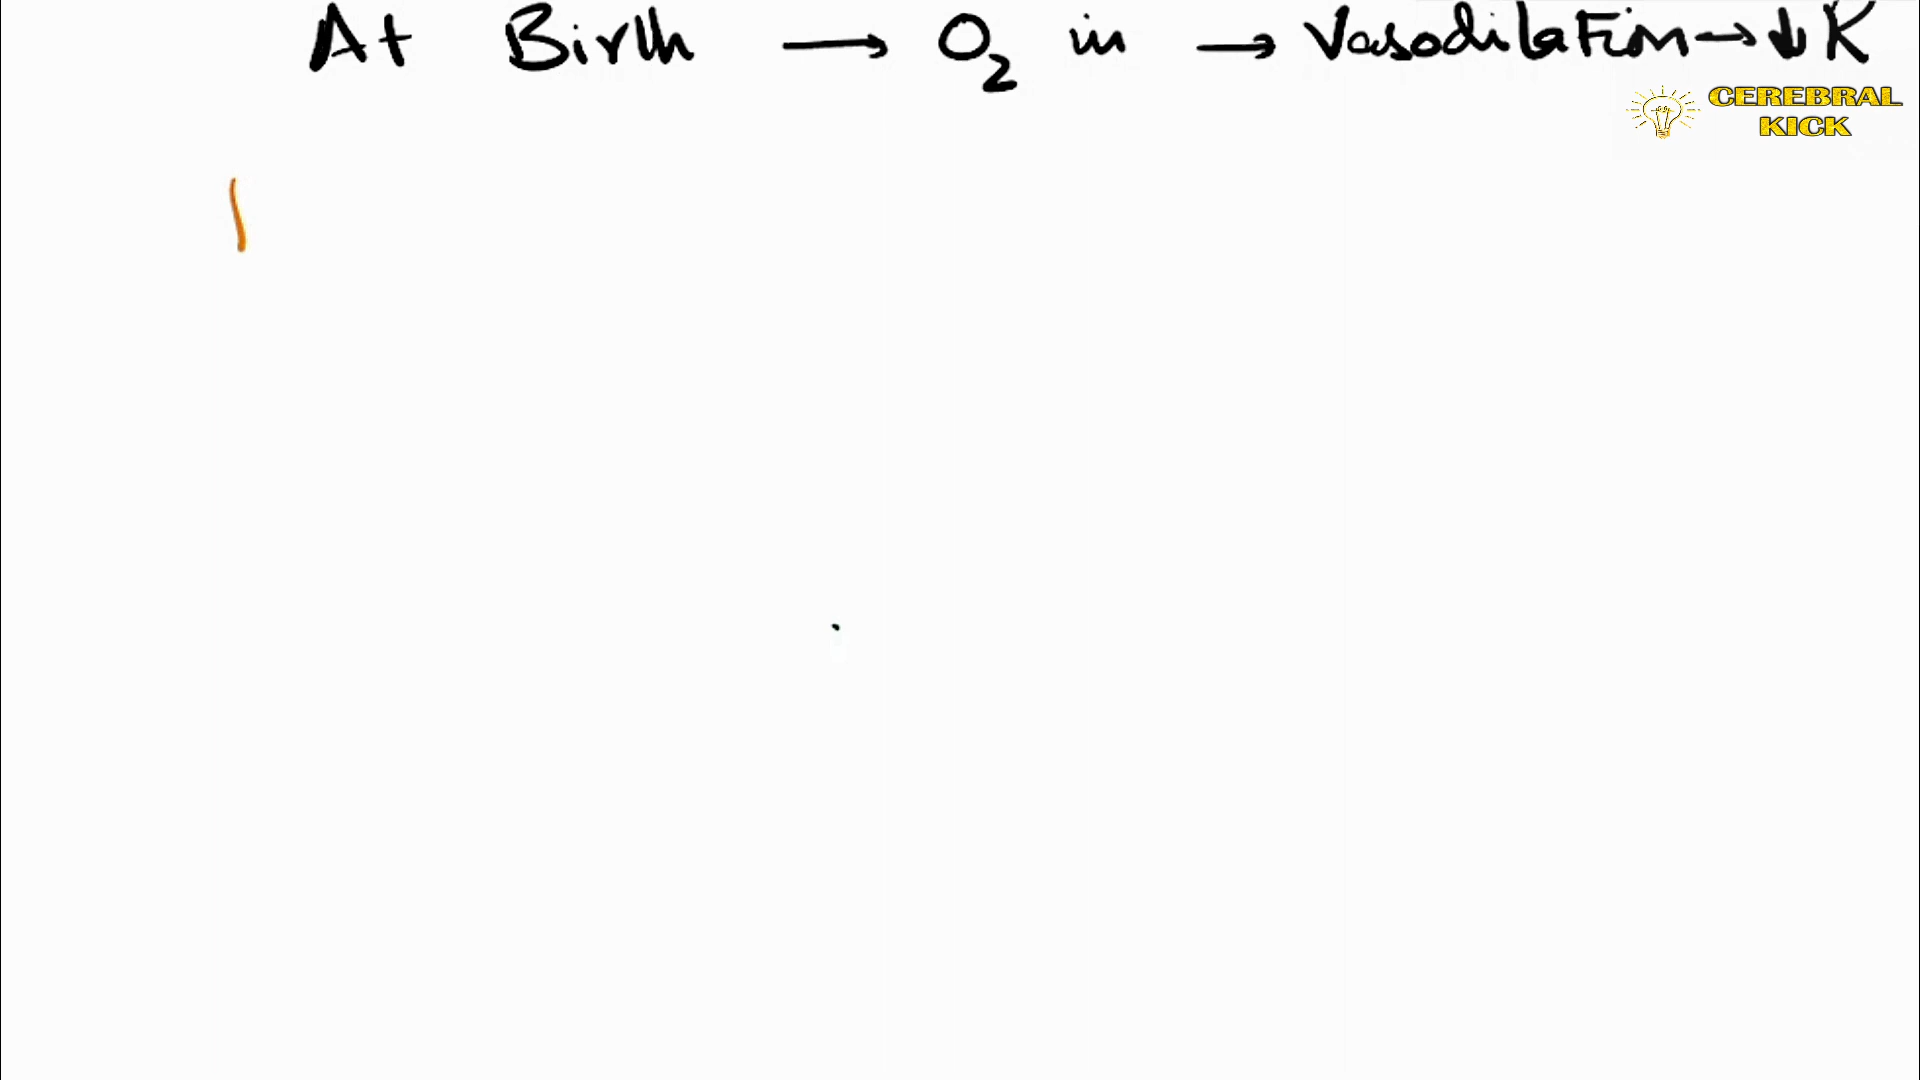 At Birth → O₂ in → Vasodilation → ↓ K
CEREBRAL
KICK